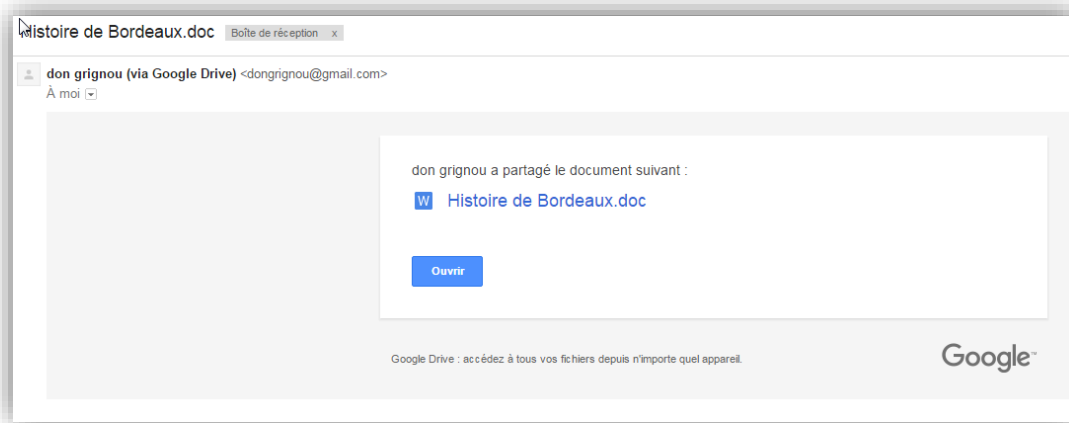 Histoire de Bordeaux.doc Boîte de réception x
don grignou (via Google Drive) <dongrignou@gmail.com>
À moi
don grignou a partagé le document suivant :
W Histoire de Bordeaux.doc
Ouvrir
Google Drive : accédez à tous vos fichiers depuis n'importe quel appareil.
Google™